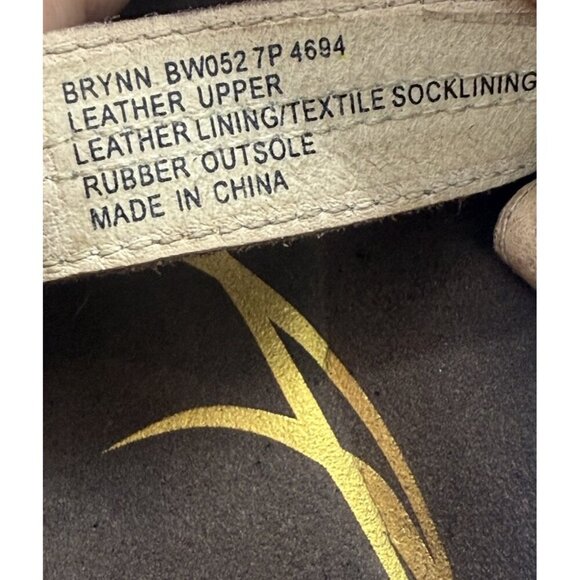 BRYNN BW052 7P 4694
LEATHER UPPER
LEATHER LINING/TEXTILE SOCKLINING
RUBBER OUTSOLE
MADE IN CHINA